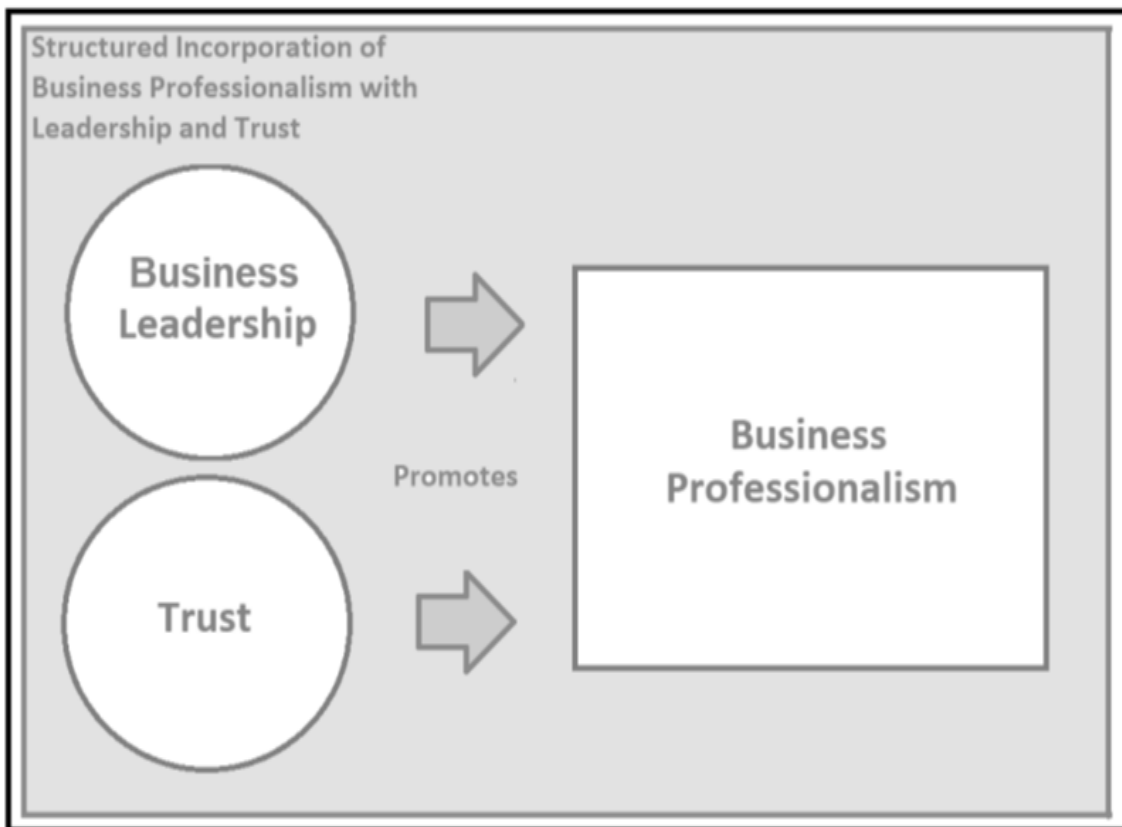 Structured Incorporation of
Business Professionalism with
Leadership and Trust
Business
Leadership
Promotes
Trust
Business
Professionalism